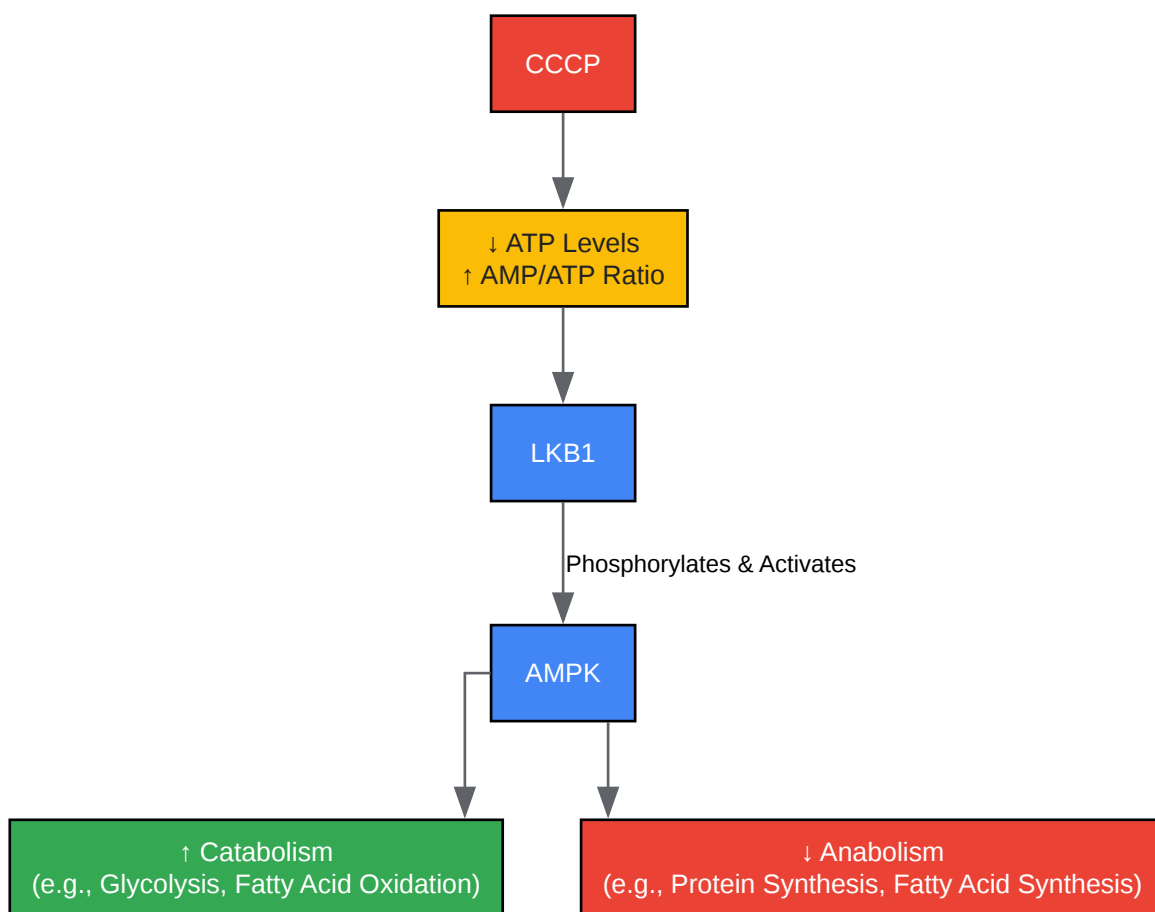 CCCP
↓ ATP Levels
↑ AMP/ATP Ratio
LKB1
Phosphorylates & Activates
AMPK
↑ Catabolism
(e.g., Glycolysis, Fatty Acid Oxidation)
↓ Anabolism
(e.g., Protein Synthesis, Fatty Acid Synthesis)